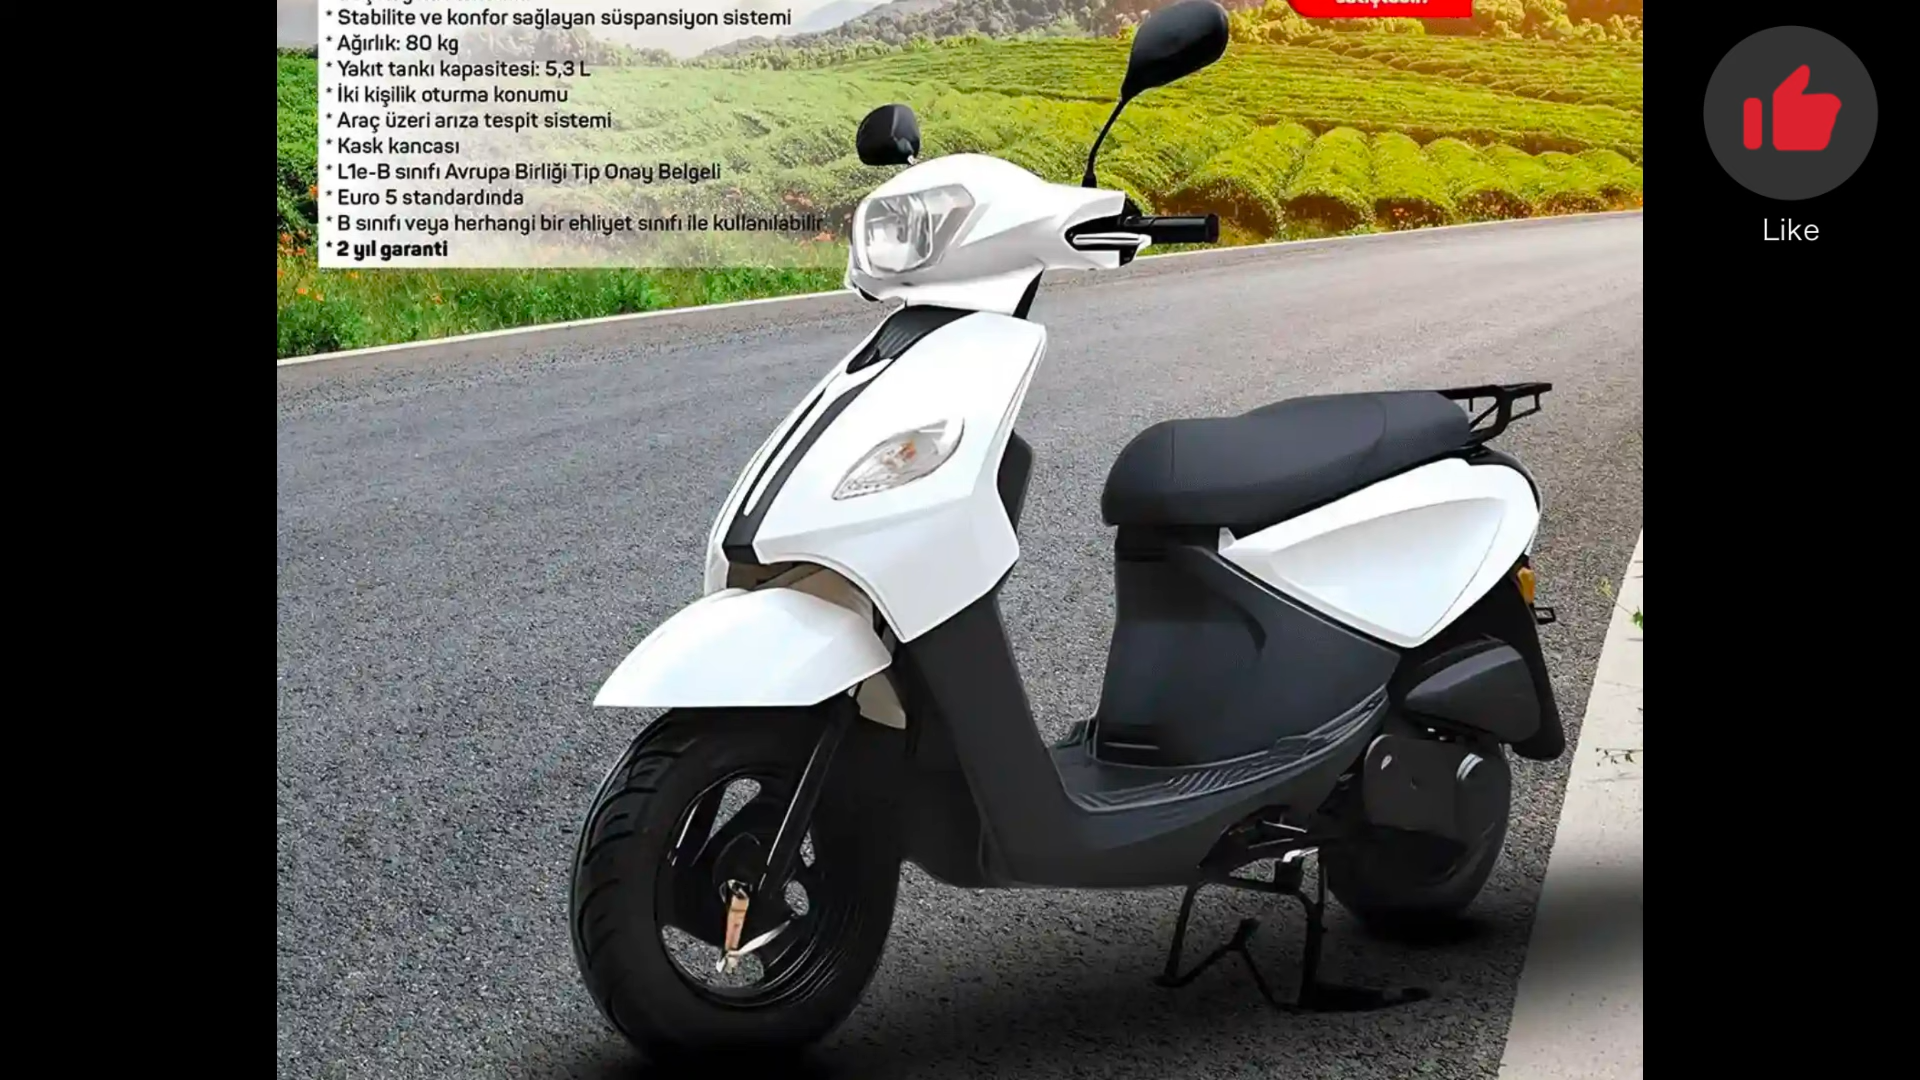 * Stabilite ve konfor sağlayan süspansiyon sistemi
* Ağırlık: 80 kg
* Yakıt tankı kapasitesi: 5,3 L
* İki kişilik oturma konumu
* Araç üzeri arıza tespit sistemi
* Kask kancası
* L1e-B sınıfı Avrupa Birliği Tip Onay Belgeli
* Euro 5 standardında
* B sınıfı veya herhangi bir ehliyet sınıfı ile kullanılabilir
* 2 yıl garanti
Like